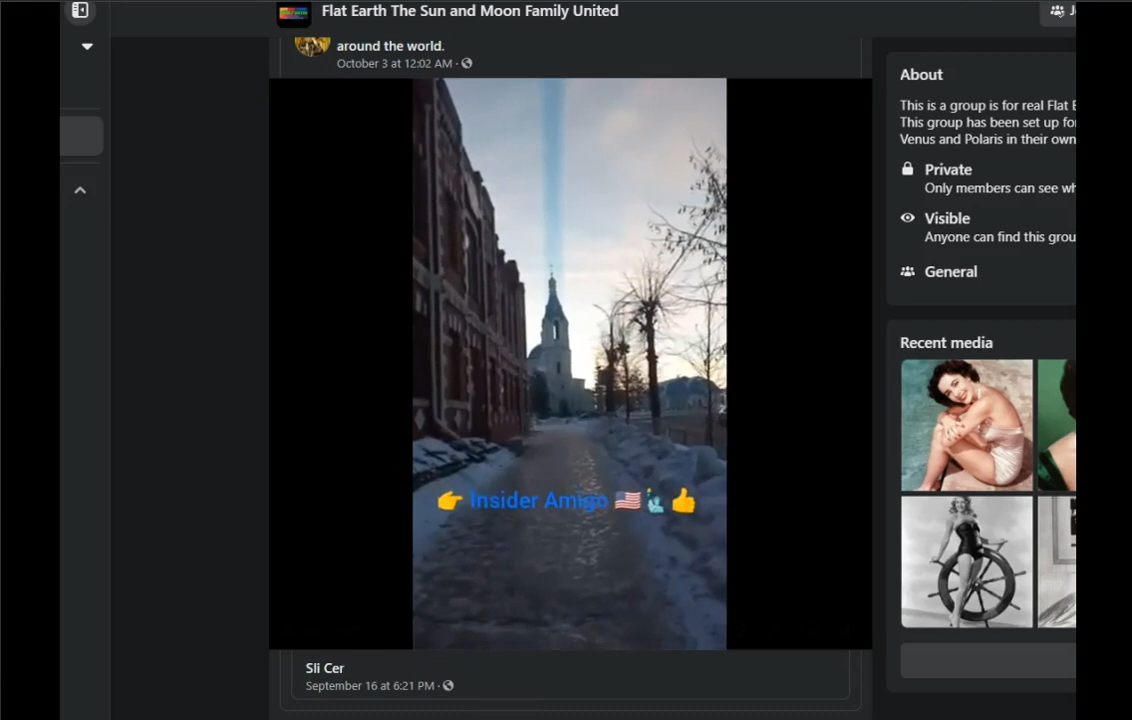 Flat Earth The Sun and Moon Family United
around the world.
October 3 at 12:02 AM ·
About
This is a group is for real Flat E
This group has been set up for
Venus and Polaris in their own
Private
Only members can see wh
Visible
Anyone can find this grou
General
Recent media
👉 Insider Amigo 🇺🇸🗽👍
Sli Cer
September 16 at 6:21 PM ·